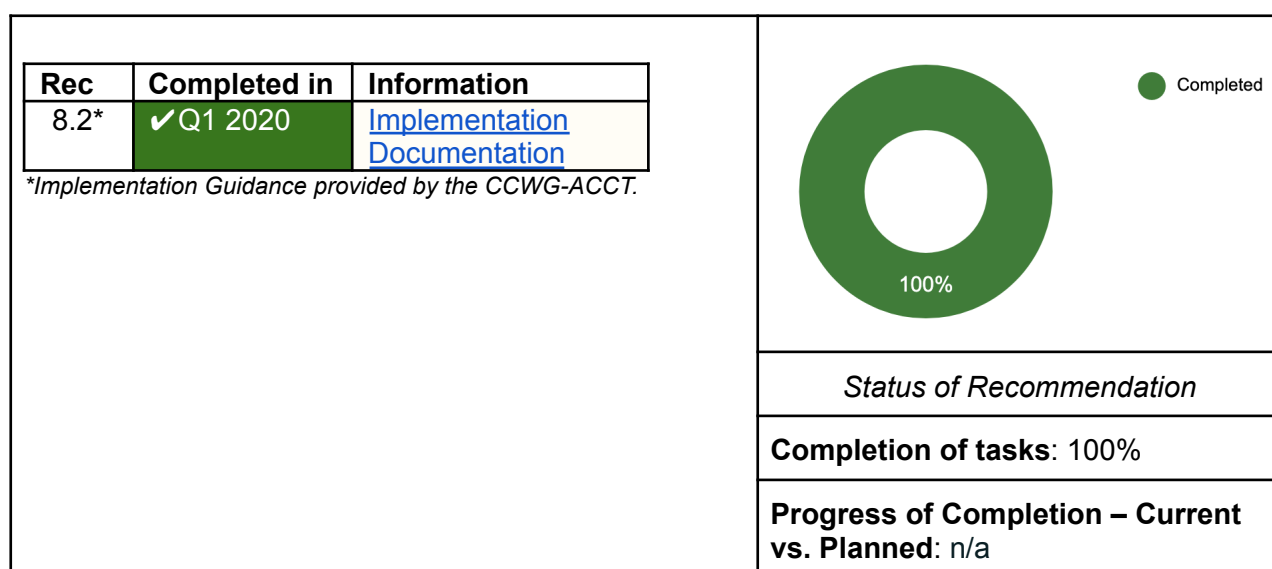 Rec Completed in Information
8.2* ✔Q1 2020 Implementation
Documentation
*Implementation Guidance provided by the CCWG-ACCT.
Completed
100%
Status of Recommendation
Completion of tasks: 100%
Progress of Completion – Current
vs. Planned: n/a